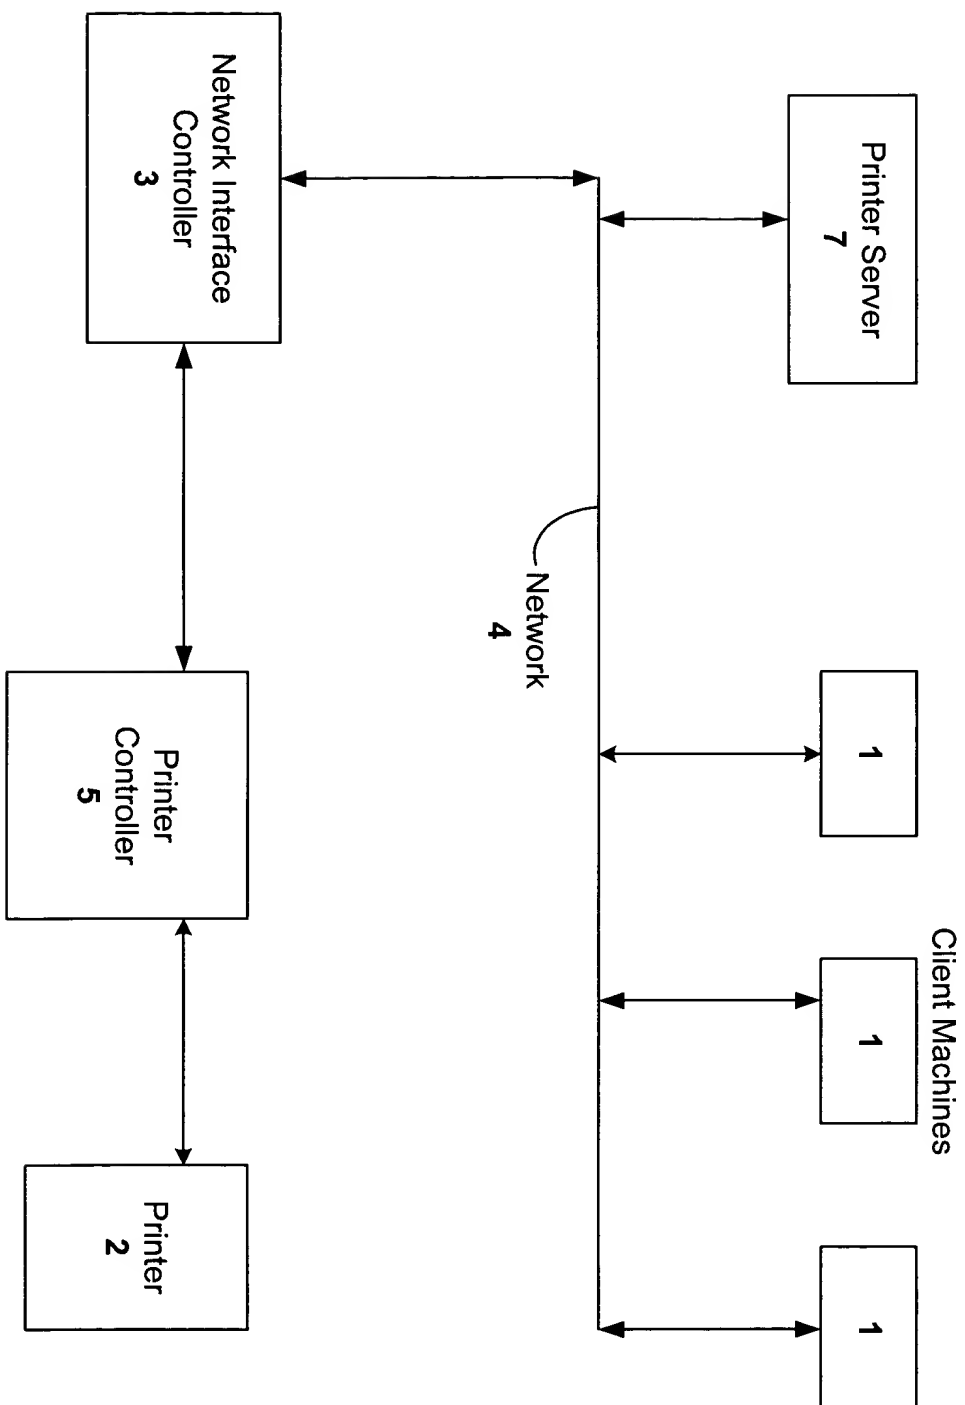 Client Machines
Printer Server
7
1
1
1
Network
4
Network Interface
Controller
3
Printer
Controller
5
Printer
2